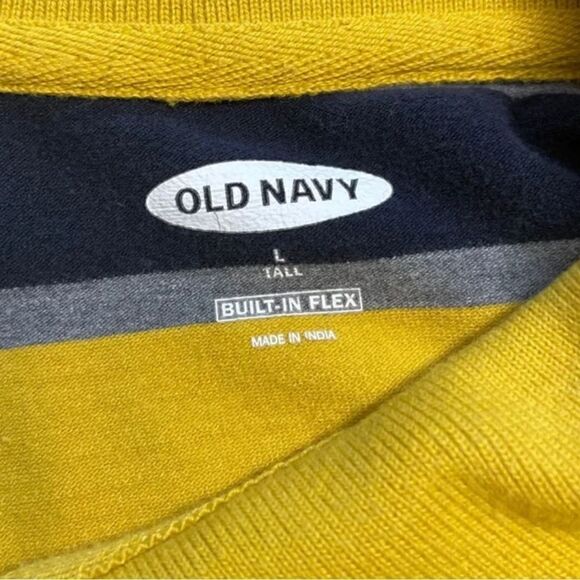 OLD NAVY
L
TALL
BUILT-IN FLEX
MADE IN INDIA